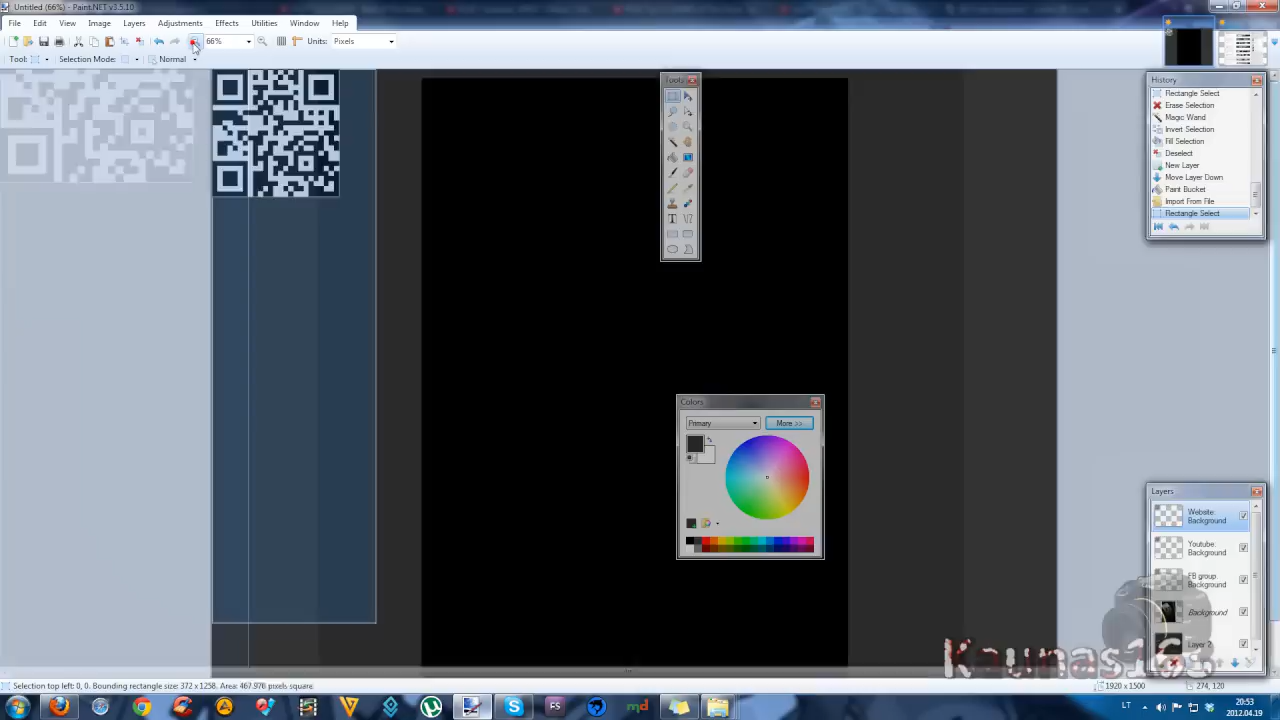 Untitled (66%) - Paint.NET v3.5.10
File Edit View Image Layers Adjustments Effects Utilities Window Help
66% Units: Pixels
Tool: Selection Mode: Normal
Tools
History
Rectangle Select
Erase Selection
Magic Wand
Invert Selection
Fill Selection
Deselect
New Layer
Move Layer Down
Paint Bucket
Import From File
Rectangle Select
Colors
Primary More >>
Layers
Website:
Background
Youtube:
Background
FB group.
Background
Background
Layer 2
Selection top left: 0, 0. Bounding rectangle size: 372 x 1258. Area: 467.976 pixels square.
1920 x 1500 274, 120
LT 20:53
2012.04.19